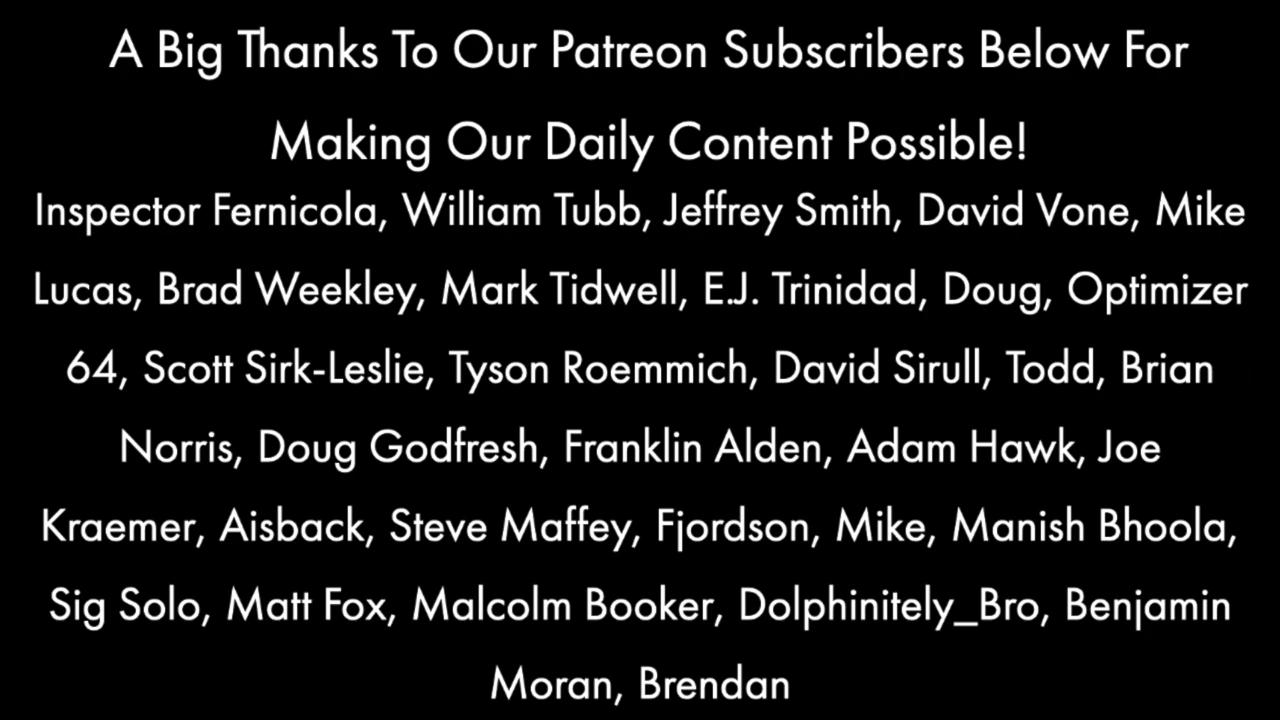 A Big Thanks To Our Patreon Subscribers Below For
Making Our Daily Content Possible!
Inspector Fernicola, William Tubb, Jeffrey Smith, David Vone, Mike
Lucas, Brad Weekley, Mark Tidwell, E.J. Trinidad, Doug, Optimizer
64, Scott Sirk-Leslie, Tyson Roemmich, David Sirull, Todd, Brian
Norris, Doug Godfresh, Franklin Alden, Adam Hawk, Joe
Kraemer, Aisback, Steve Maffey, Fjordson, Mike, Manish Bhoola,
Sig Solo, Matt Fox, Malcolm Booker, Dolphinitely_Bro, Benjamin
Moran, Brendan